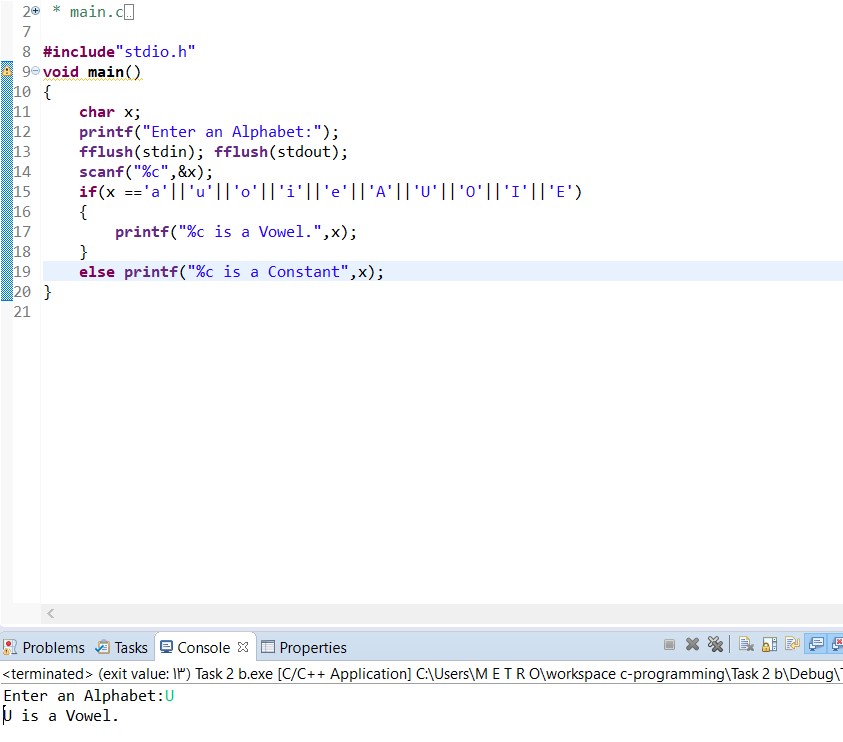 2 * main.c
7
8 #include"stdio.h"
9 void main()
10 {
11     char x;
12     printf("Enter an Alphabet:");
13     fflush(stdin); fflush(stdout);
14     scanf("%c",&x);
15     if(x =='a'||'u'||'o'||'i'||'e'||'A'||'U'||'O'||'I'||'E')
16     {
17         printf("%c is a Vowel.",x);
18     }
19     else printf("%c is a Constant",x);
20 }
21
Problems Tasks Console Properties
<terminated> (exit value: ١٣) Task 2 b.exe [C/C++ Application] C:\Users\M E T R O\workspace c-programming\Task 2 b\Debug\
Enter an Alphabet:U
U is a Vowel.